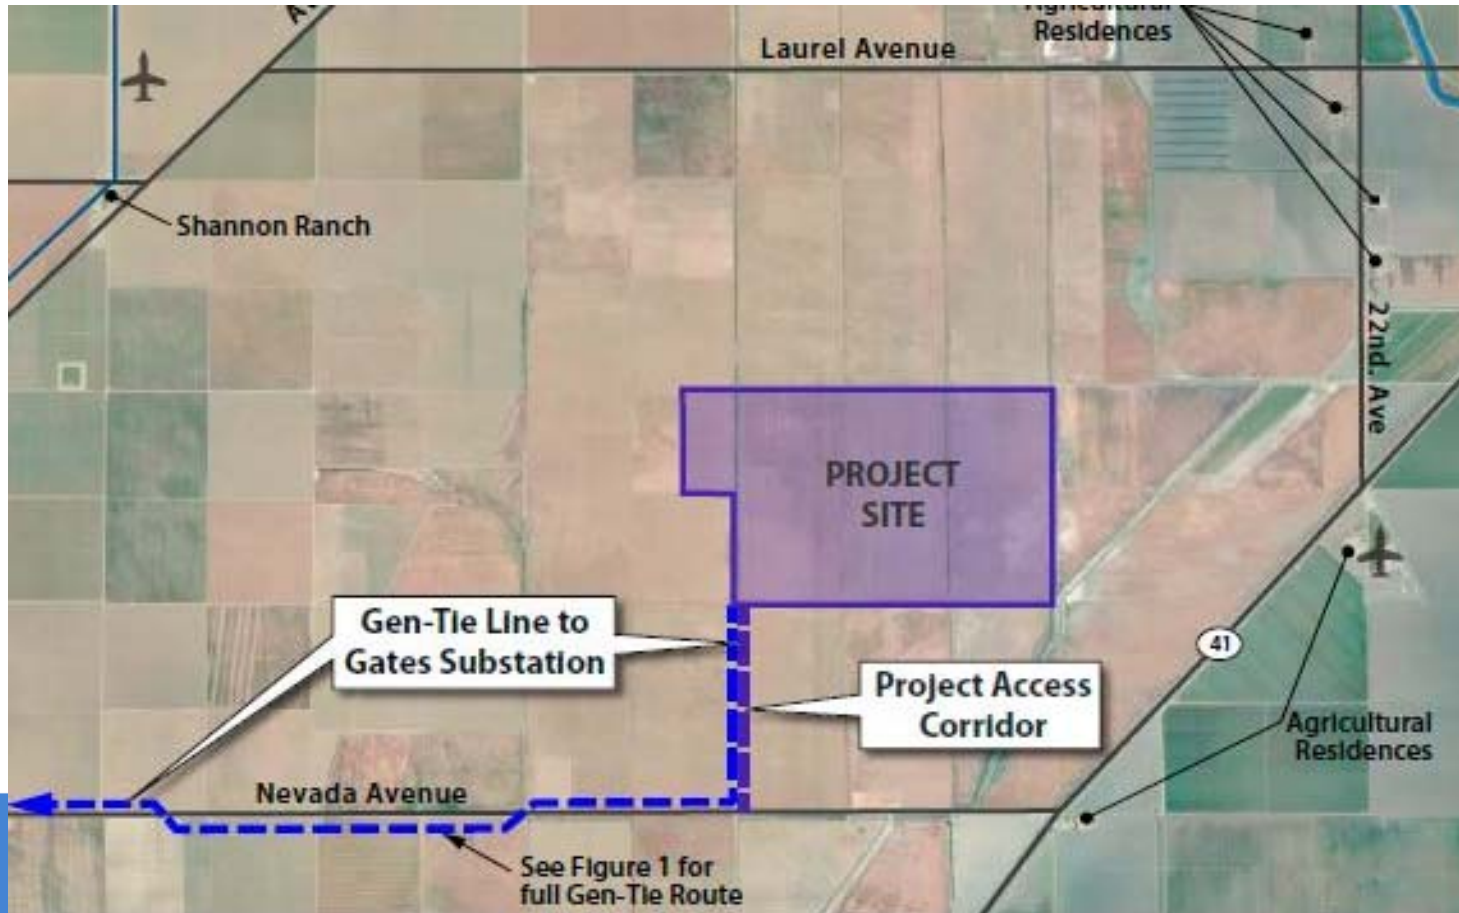 Agricultural
Residences
Laurel Avenue
Shannon Ranch
22nd. Ave
PROJECT
SITE
Gen-Tie Line to
Gates Substation
41
Project Access
Corridor
Agricultural
Residences
Nevada Avenue
See Figure 1 for
full Gen-Tie Route